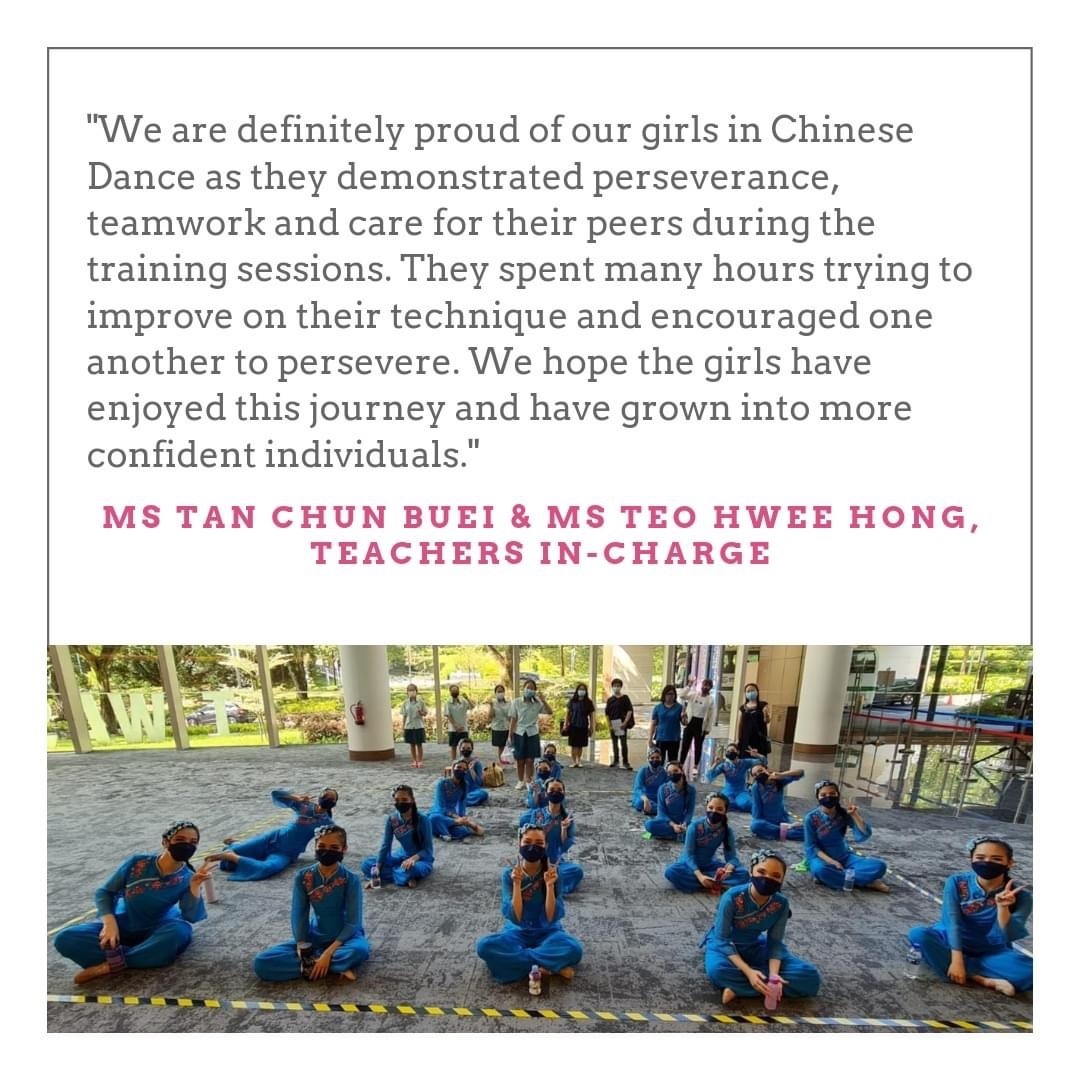 "We are definitely proud of our girls in Chinese
Dance as they demonstrated perseverance,
teamwork and care for their peers during the
training sessions. They spent many hours trying to
improve on their technique and encouraged one
another to persevere. We hope the girls have
enjoyed this journey and have grown into more
confident individuals."
MS TAN CHUN BUEI & MS TEO HWEE HONG,
TEACHERS IN-CHARGE